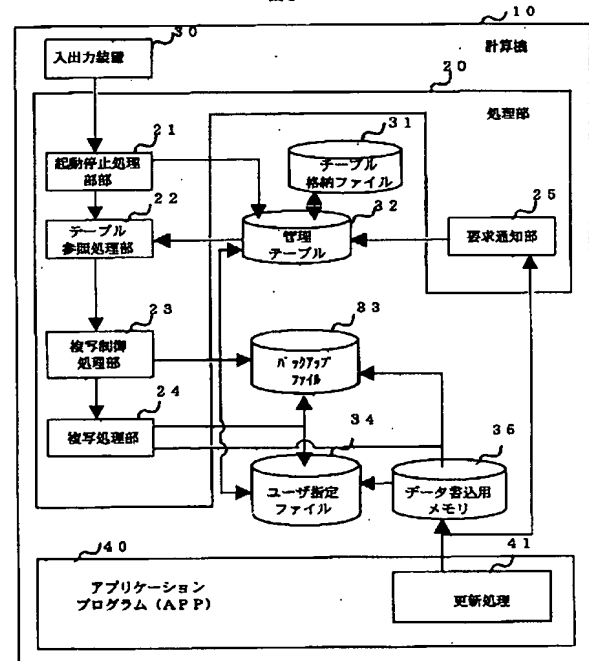 10
30
入出力装置
計算機
20
処理部
21
起動停止処理
部部
31
テーブル
格納ファイル
22
テーブル
参照処理部
32
管理
テーブル
25
要求通知部
23
複写制御
処理部
33
バックアップ
ファイル
24
複写処理部
34
ユーザ指定
ファイル
35
データ書込用
メモリ
40
アプリケーション
プログラム(APP)
41
更新処理